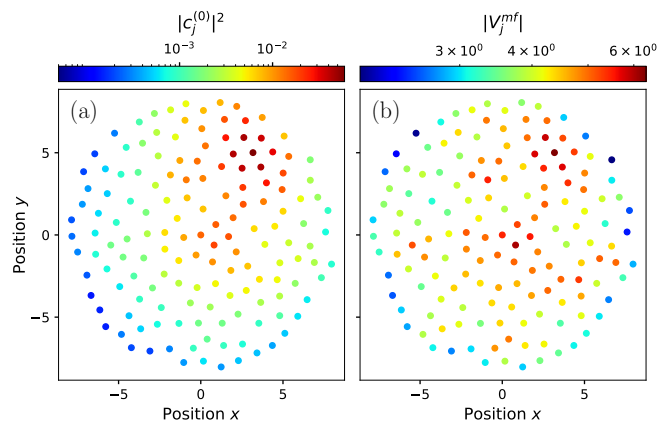 |c_j^{(0)}|^2 |V_j^{mf}|
10^{-3} 10^{-2} 3 × 10^0 4 × 10^0 6 × 10^0
(a) (b)
5
0
−5
Position y
−5 0 5 −5 0 5
Position x Position x